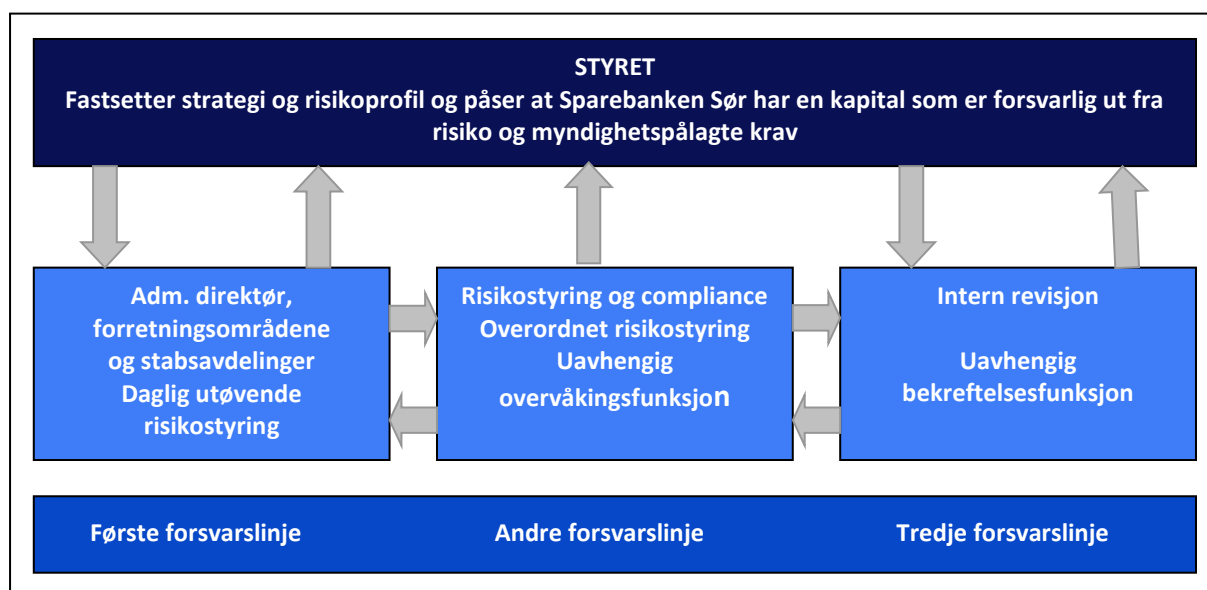 STYRET
Fastsetter strategi og risikoprofil og påser at Sparebanken Sør har en kapital som er forsvarlig ut fra
risiko og myndighetspålagte krav
Adm. direktør,
forretningsområdene
og stabsavdelinger
Daglig utøvende
risikostyring
Risikostyring og compliance
Overordnet risikostyring
Uavhengig
overvåkingsfunksjon
Intern revisjon
Uavhengig
bekreftelsesfunksjon
Første forsvarslinje
Andre forsvarslinje
Tredje forsvarslinje